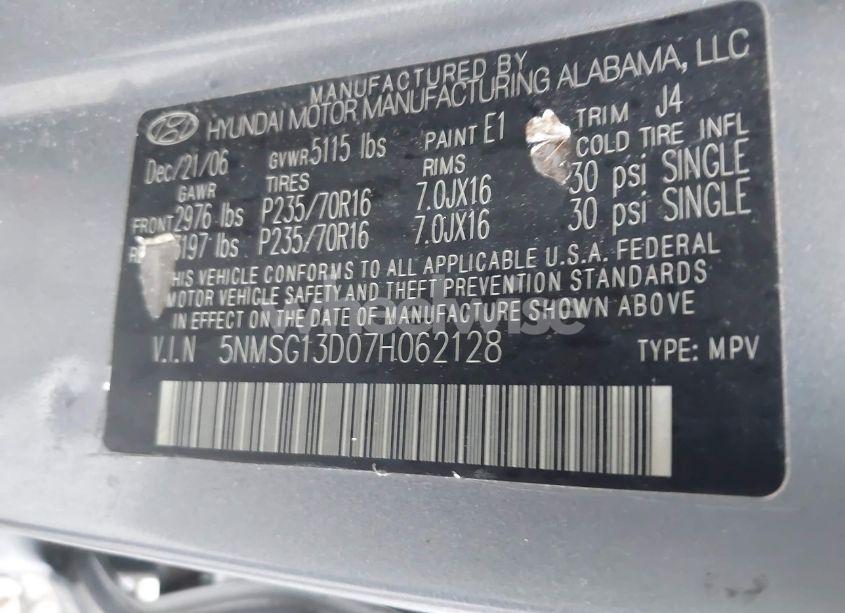 MANUFACTURED BY
HYUNDAI MOTOR MANUFACTURING ALABAMA, LLC
Dec/21/06 GVWR 5115 lbs PAINT E1 TRIM J4
GAWR TIRES RIMS COLD TIRE INFL
FRONT 2976 lbs P235/70R16 7.0JX16 30 psi SINGLE
197 lbs P235/70R16 7.0JX16 30 psi SINGLE
THIS VEHICLE CONFORMS TO ALL APPLICABLE U.S.A. FEDERAL
MOTOR VEHICLE SAFETY AND THEFT PREVENTION STANDARDS
IN EFFECT ON THE DATE OF MANUFACTURE SHOWN ABOVE
wheelwise
V.I.N 5NMSG13D07H062128 TYPE: MPV